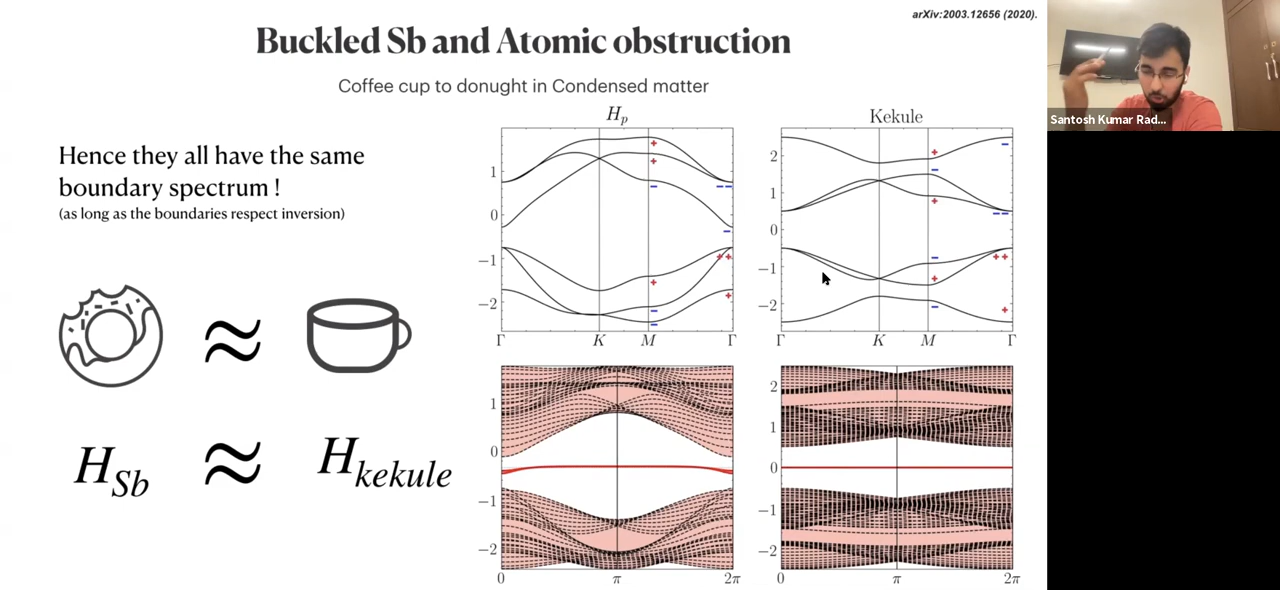 arXiv:2003.12656 (2020).
Buckled Sb and Atomic obstruction
Coffee cup to donught in Condensed matter
Hence they all have the same
boundary spectrum !
(as long as the boundaries respect inversion)
H_Sb ≈ H_kekule
H_p
1
0
−1
−2
+
+
−
− −
−
+ +
+
−
−
+
Γ K M Γ
Kekule
2
1
0
−1
−2
+
−
+
−
− −
−
+
−
+ +
+
Γ K M Γ
1
0
−1
−2
0 π 2π
2
1
0
−1
−2
0 π 2π
Santosh Kumar Rad...